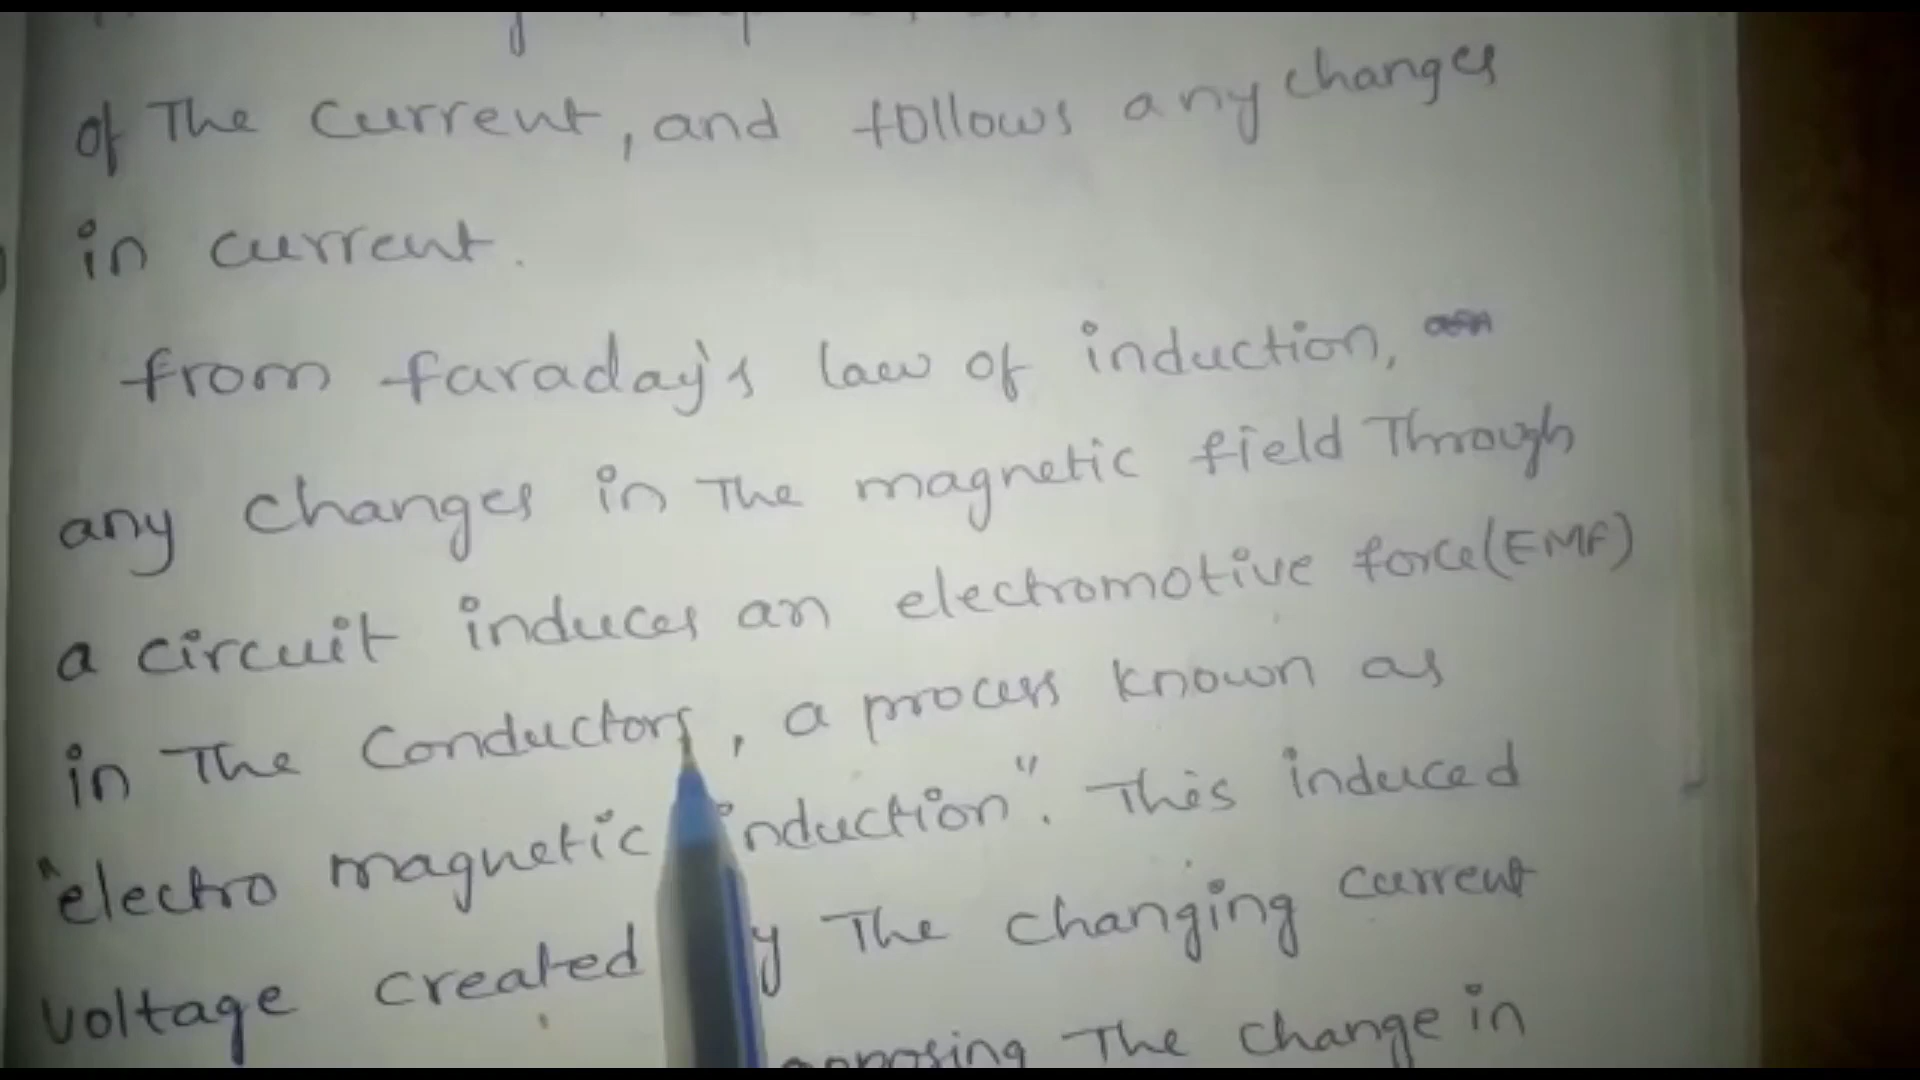 of The Current, and follows any changes
in current.
from faraday's law of induction,
any changes in The magnetic field Through
a circuit induces an electromotive force(EMF)
in The Conductors, a process known as
"electro magnetic induction". This induced
voltage created The changing current
opposing The change in